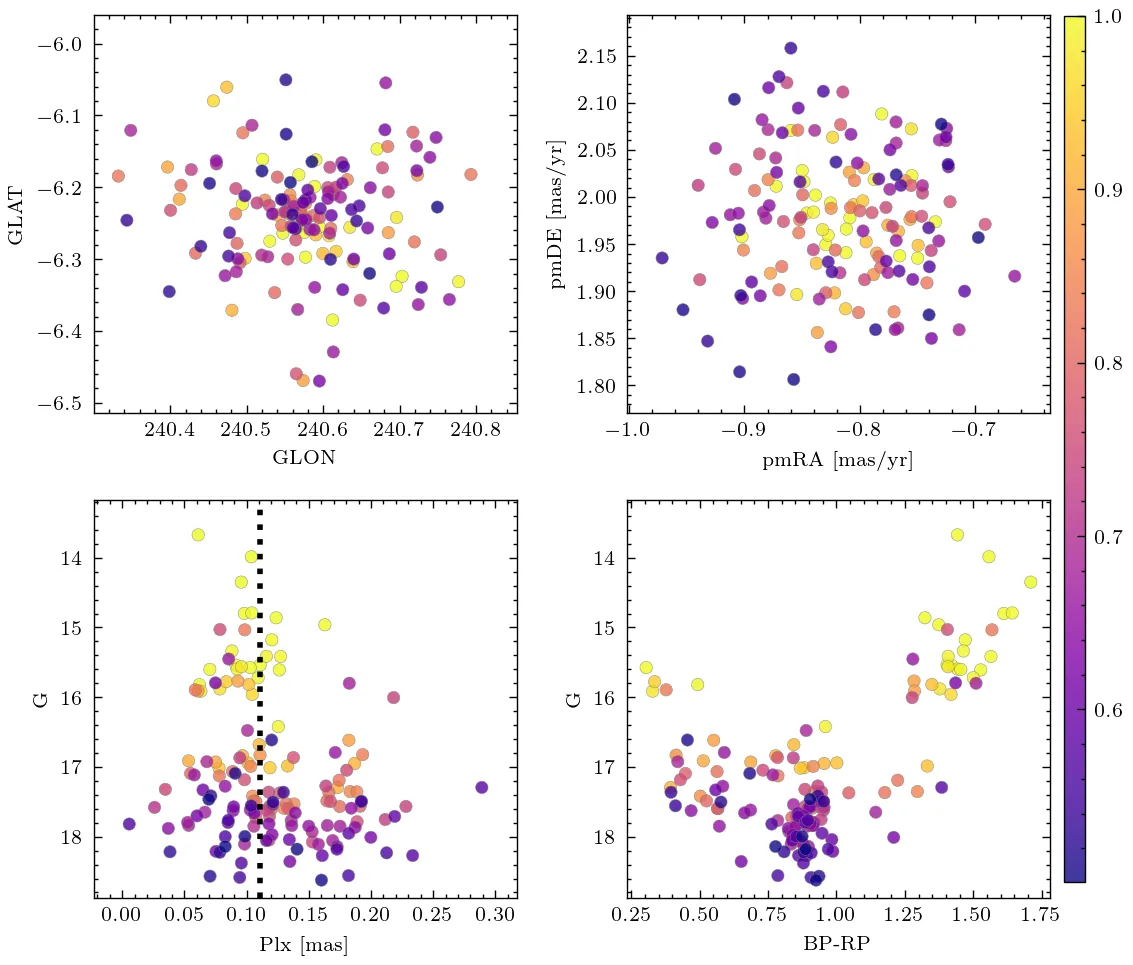 −6.0
−6.1
−6.2
−6.3
−6.4
−6.5
GLAT
240.4 240.5 240.6 240.7 240.8
GLON
2.15
2.10
2.05
2.00
1.95
1.90
1.85
1.80
pmDE [mas/yr]
−1.0 −0.9 −0.8 −0.7
pmRA [mas/yr]
1.0
0.9
0.8
0.7
0.6
14
15
16
17
18
G
0.00 0.05 0.10 0.15 0.20 0.25 0.30
Plx [mas]
14
15
16
17
18
G
0.25 0.50 0.75 1.00 1.25 1.50 1.75
BP-RP